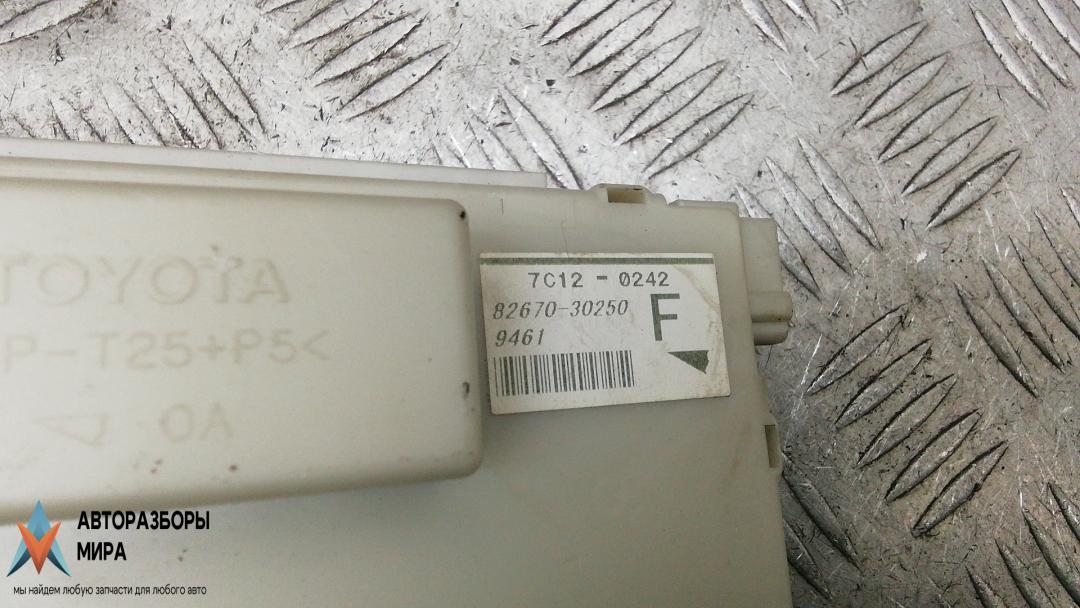 7C12 - 0242
82670-30250
F
9461
TOYOTA
P-T25+P5<
0A
АВТОРАЗБОРЫ
МИРА
мы найдем любую запчасти для любого авто